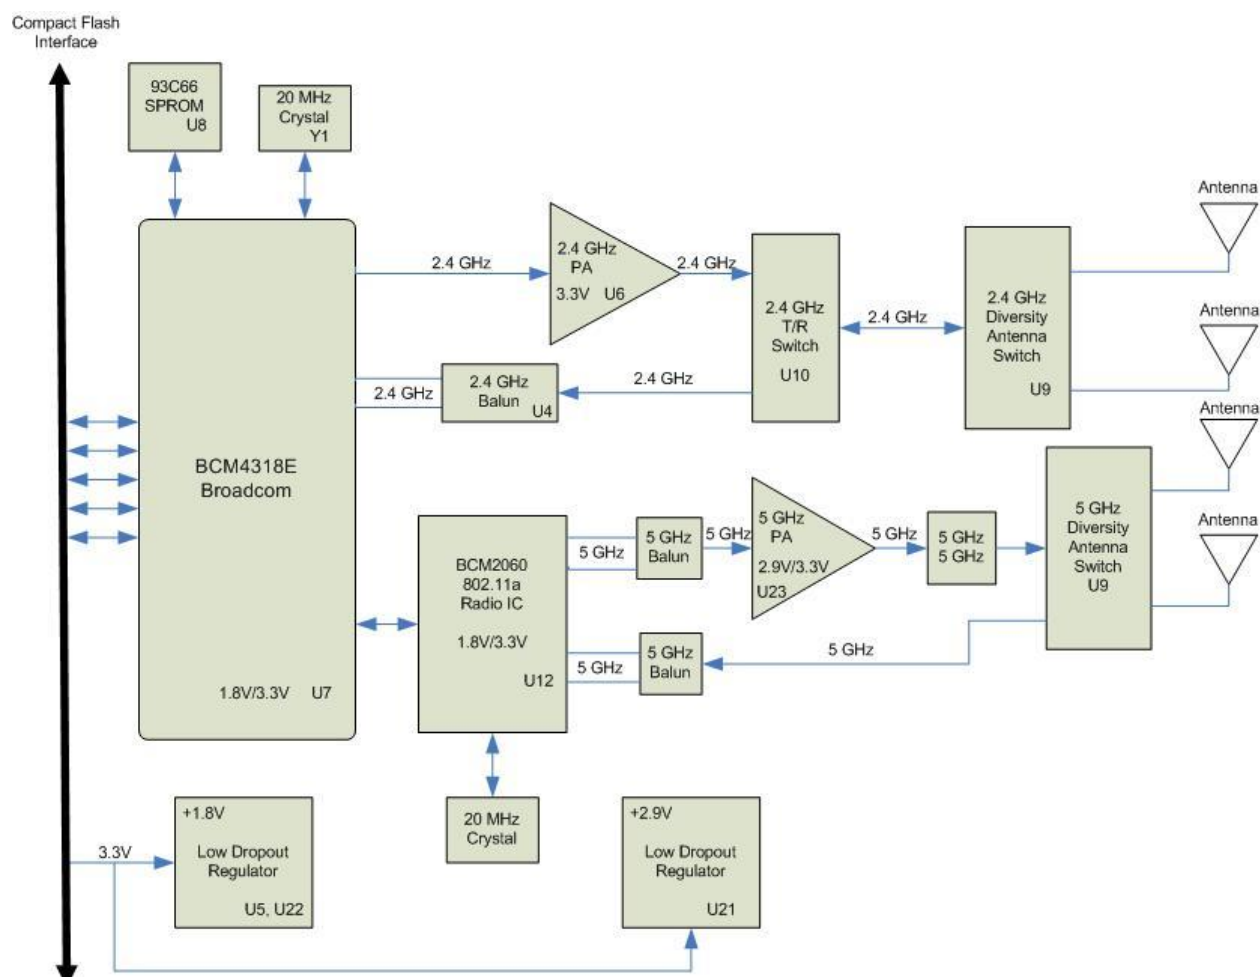 Compact Flash
Interface
93C66
SPROM
U8
20 MHz
Crystal
Y1
Antenna
2.4 GHz
2.4 GHz
PA
3.3V U6
2.4 GHz
2.4 GHz
T/R
Switch
U10
2.4 GHz
2.4 GHz
Diversity
Antenna
Switch
U9
Antenna
2.4 GHz
2.4 GHz
Balun
U4
2.4 GHz
Antenna
BCM4318E
Broadcom
1.8V/3.3V U7
BCM2060
802.11a
Radio IC
1.8V/3.3V
U12
5 GHz
5 GHz
Balun
5 GHz
5 GHz
PA
2.9V/3.3V
U23
5 GHz
5 GHz
5 GHz
5 GHz
Diversity
Antenna
Switch
U9
Antenna
5 GHz
5 GHz
Balun
5 GHz
20 MHz
Crystal
3.3V
+1.8V
Low Dropout
Regulator
U5, U22
+2.9V
Low Dropout
Regulator
U21